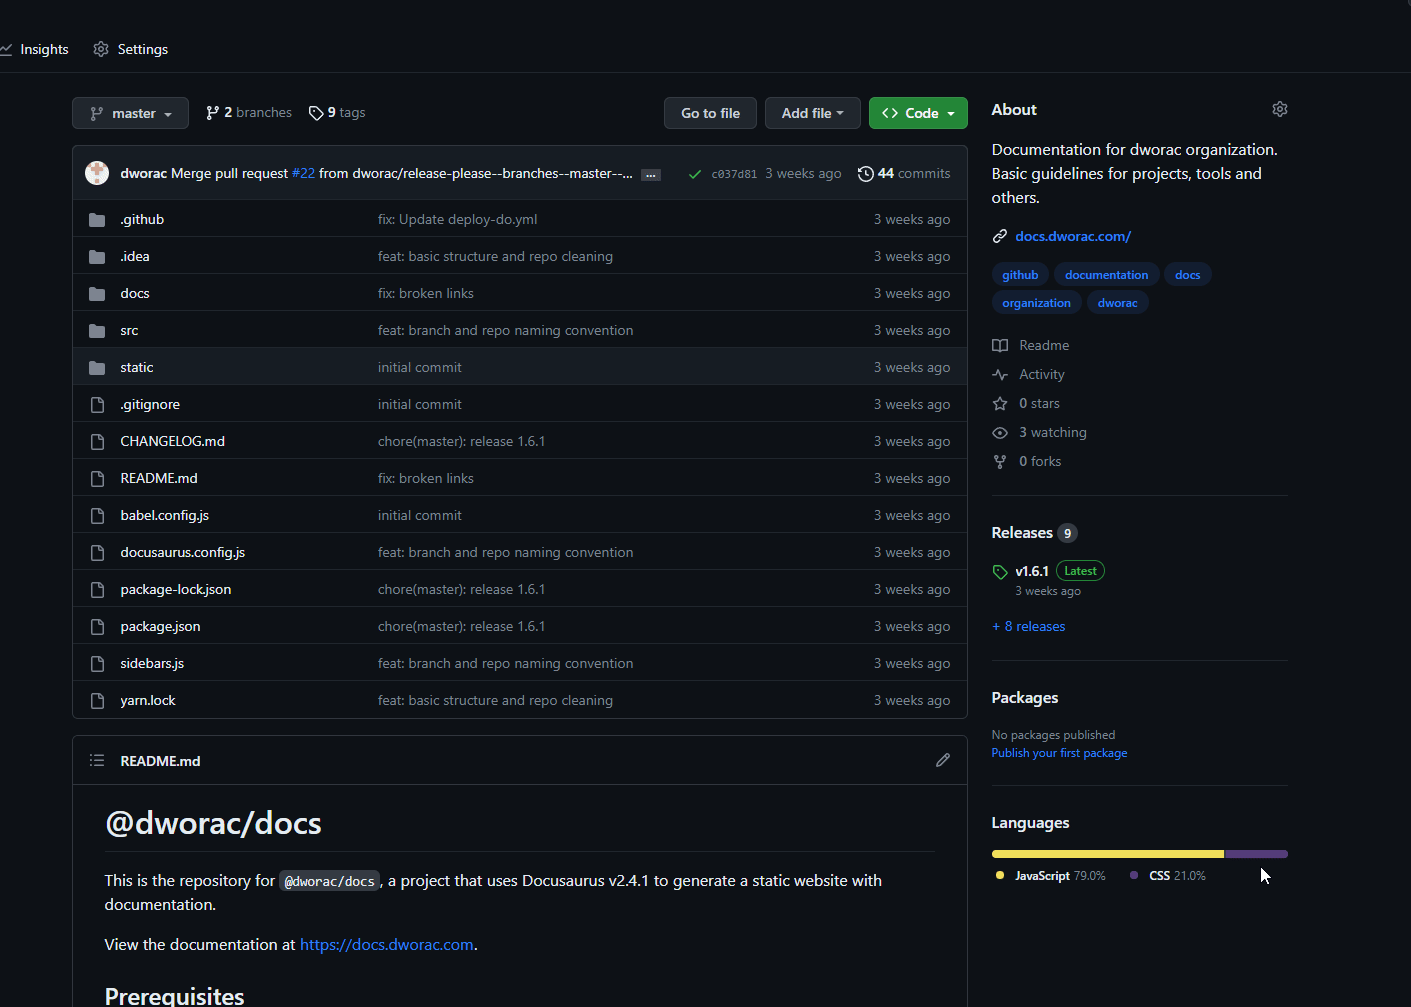 Insights
Settings
master
2 branches
9 tags
Go to file
Add file
Code
dworac Merge pull request #22 from dworac/release-please--branches--master--... ...
c037d81 3 weeks ago
44 commits
.github fix: Update deploy-do.yml 3 weeks ago
.idea feat: basic structure and repo cleaning 3 weeks ago
docs fix: broken links 3 weeks ago
src feat: branch and repo naming convention 3 weeks ago
static initial commit 3 weeks ago
.gitignore initial commit 3 weeks ago
CHANGELOG.md chore(master): release 1.6.1 3 weeks ago
README.md fix: broken links 3 weeks ago
babel.config.js initial commit 3 weeks ago
docusaurus.config.js feat: branch and repo naming convention 3 weeks ago
package-lock.json chore(master): release 1.6.1 3 weeks ago
package.json chore(master): release 1.6.1 3 weeks ago
sidebars.js feat: branch and repo naming convention 3 weeks ago
yarn.lock feat: basic structure and repo cleaning 3 weeks ago
README.md
@dworac/docs
This is the repository for @dworac/docs, a project that uses Docusaurus v2.4.1 to generate a static website with
documentation.
View the documentation at https://docs.dworac.com.
Prerequisites
About
Documentation for dworac organization.
Basic guidelines for projects, tools and
others.
docs.dworac.com/
github documentation docs
organization dworac
Readme
Activity
0 stars
3 watching
0 forks
Releases 9
v1.6.1 Latest
3 weeks ago
+ 8 releases
Packages
No packages published
Publish your first package
Languages
JavaScript 79.0% CSS 21.0%